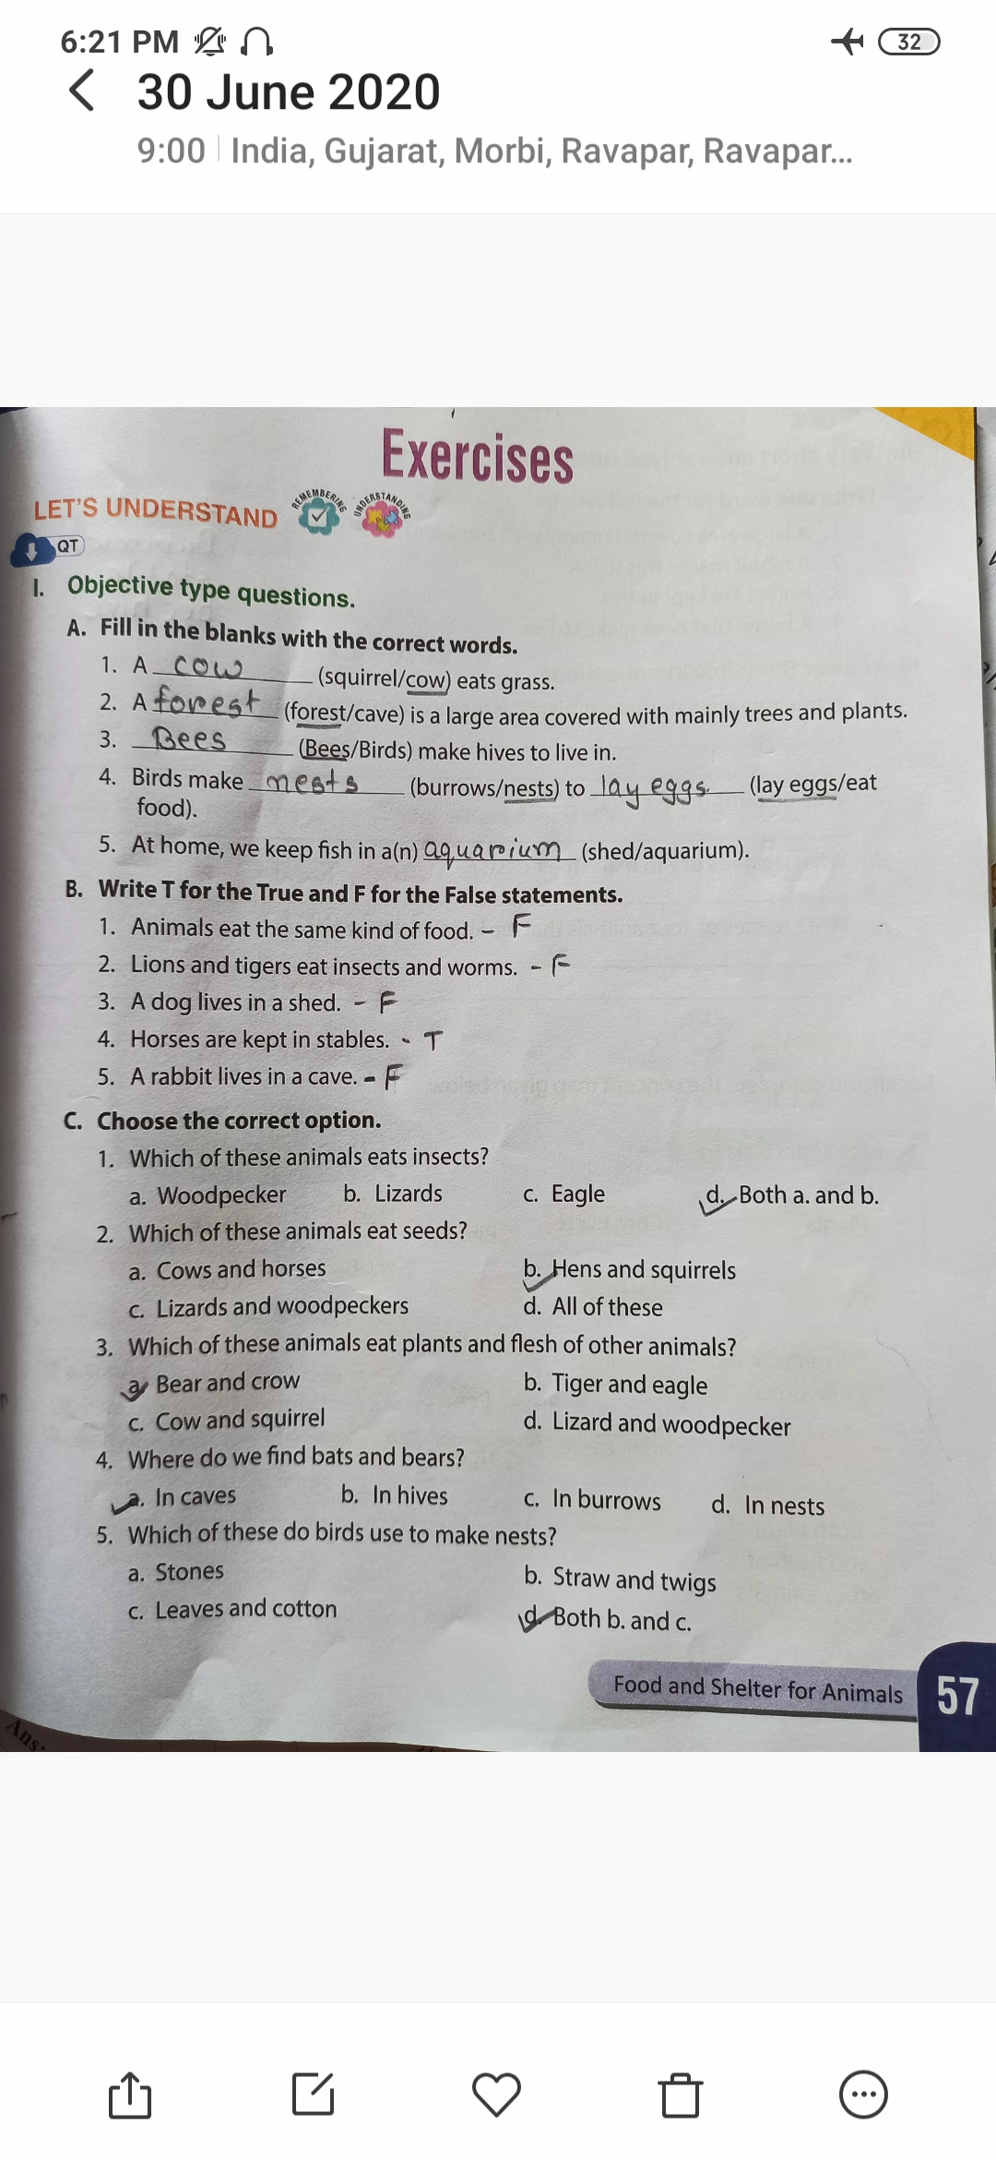 6:21 PM
32
30 June 2020
9:00 | India, Gujarat, Morbi, Ravapar, Ravapar...
Exercises
LET'S UNDERSTAND REMEMBERING UNDERSTANDING
QT
I. Objective type questions.
A. Fill in the blanks with the correct words.
1. A cow (squirrel/cow) eats grass.
2. A forest (forest/cave) is a large area covered with mainly trees and plants.
3. Bees (Bees/Birds) make hives to live in.
4. Birds make nests (burrows/nests) to lay eggs. (lay eggs/eat
food).
5. At home, we keep fish in a(n) aquarium (shed/aquarium).
B. Write T for the True and F for the False statements.
1. Animals eat the same kind of food. - F
2. Lions and tigers eat insects and worms. - F
3. A dog lives in a shed. - F
4. Horses are kept in stables. - T
5. A rabbit lives in a cave. - F
C. Choose the correct option.
1. Which of these animals eats insects?
a. Woodpecker b. Lizards c. Eagle d. Both a. and b.
2. Which of these animals eat seeds?
a. Cows and horses b. Hens and squirrels
c. Lizards and woodpeckers d. All of these
3. Which of these animals eat plants and flesh of other animals?
a. Bear and crow b. Tiger and eagle
c. Cow and squirrel d. Lizard and woodpecker
4. Where do we find bats and bears?
a. In caves b. In hives c. In burrows d. In nests
5. Which of these do birds use to make nests?
a. Stones b. Straw and twigs
c. Leaves and cotton d. Both b. and c.
Food and Shelter for Animals 57
Ans: